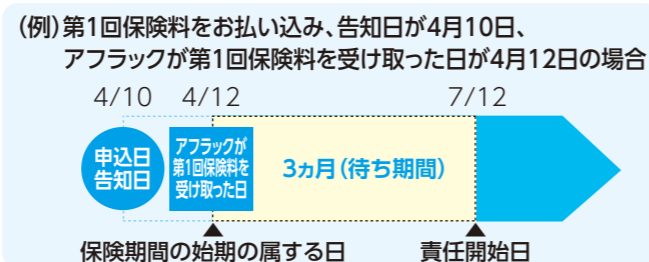 （例）第1回保険料をお払い込み、告知日が4月10日、
アフラックが第1回保険料を受け取った日が4月12日の場合
4/10 4/12 7/12
申込日
告知日
アフラックが
第1回保険料を
受け取った日
3ヵ月（待ち期間）
保険期間の始期の属する日 責任開始日